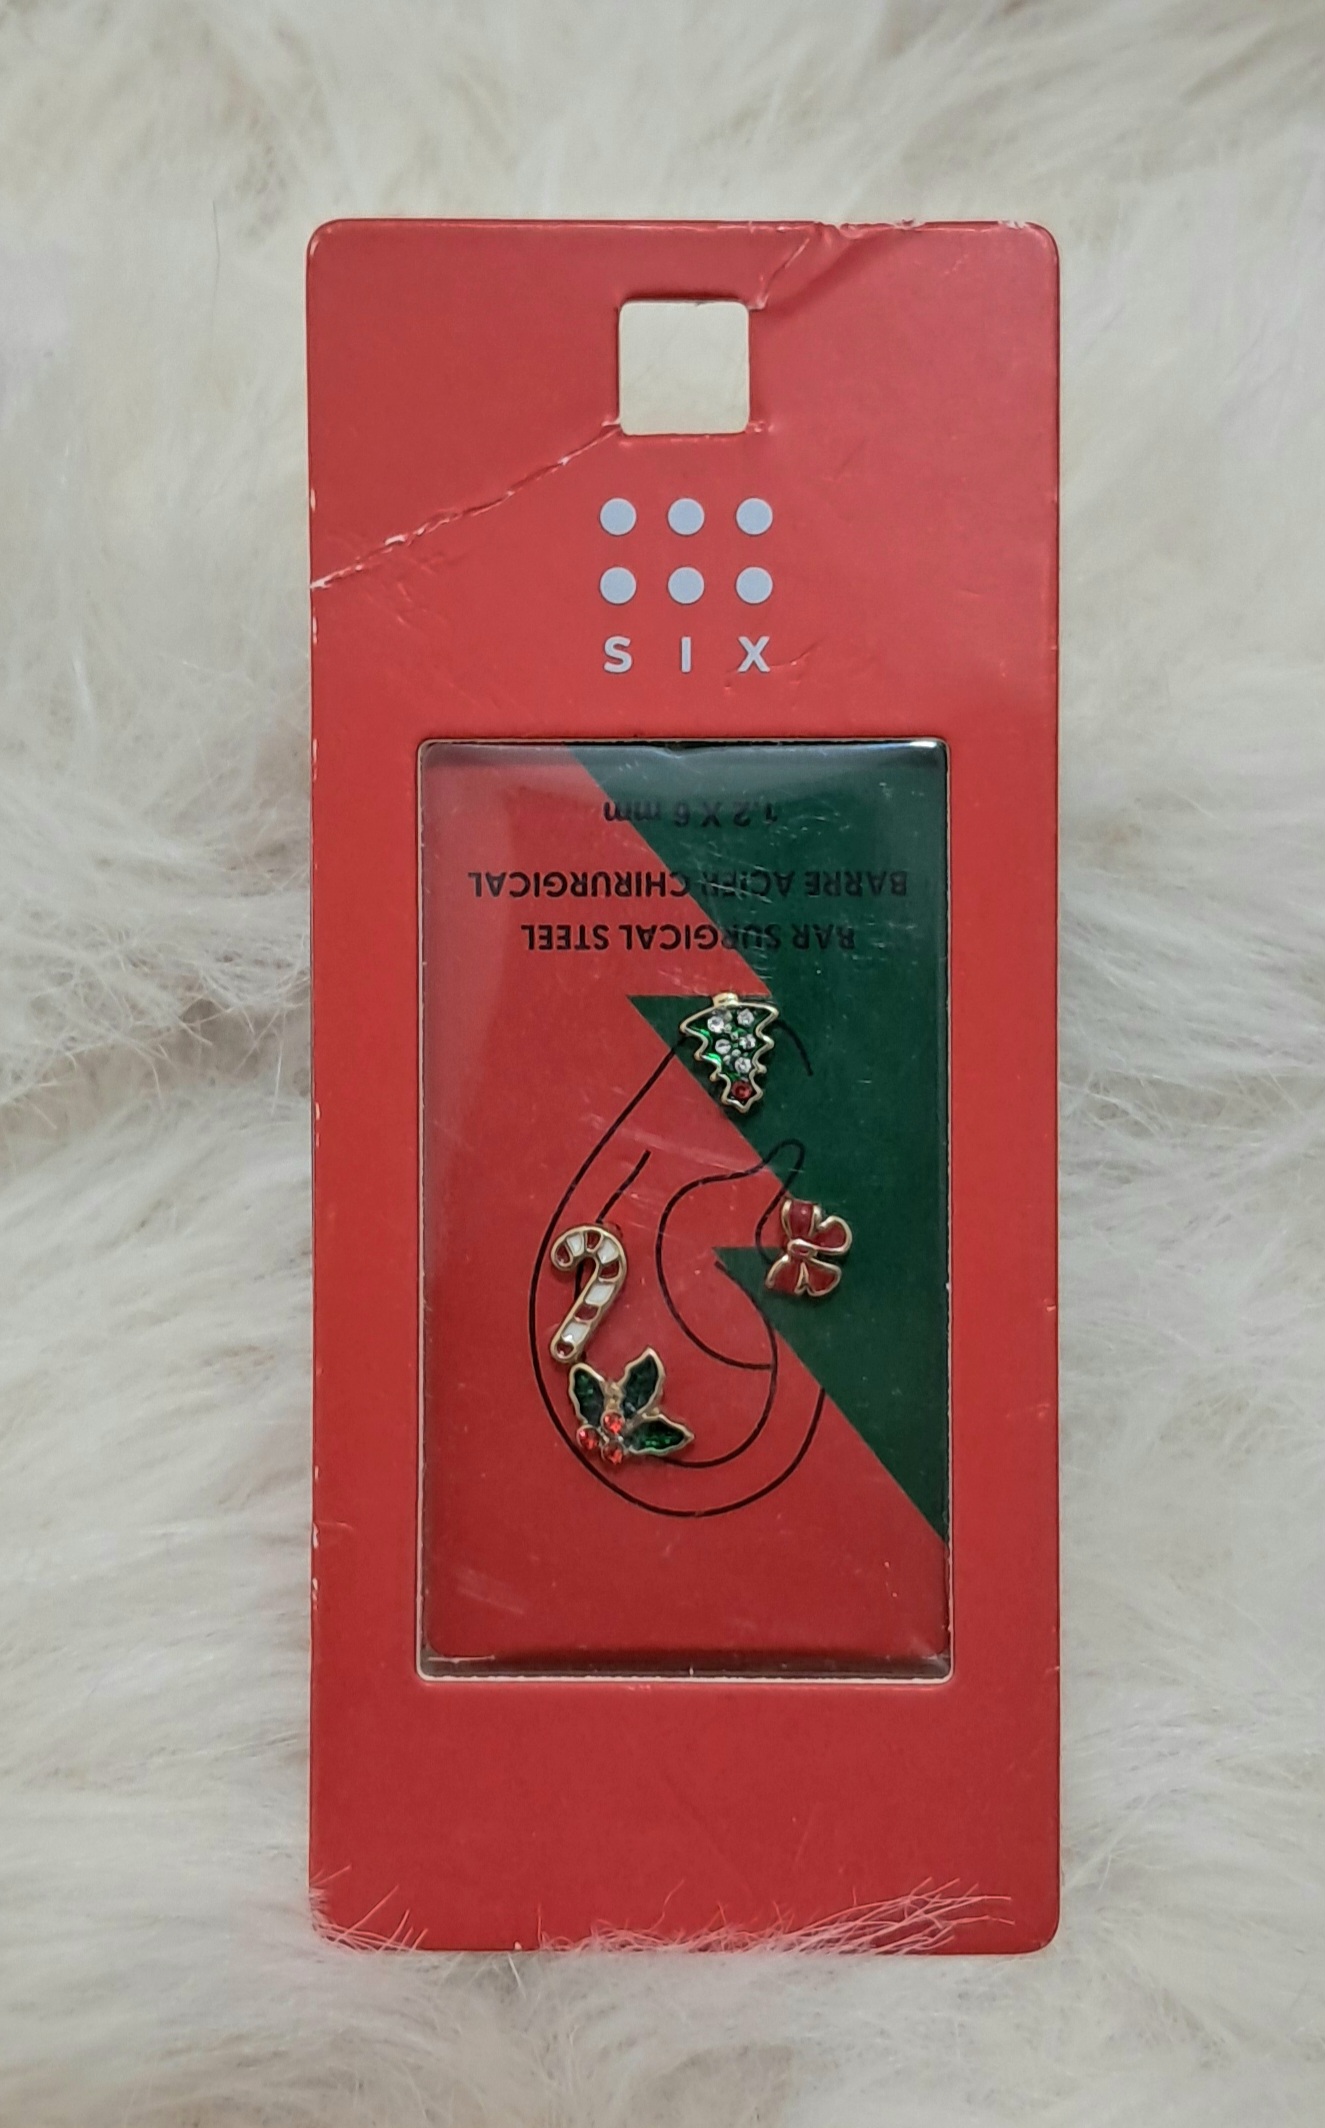 SIX
BAR SURGICAL STEEL
BARRE ACIER CHIRURGICAL
1,2 X 6 mm